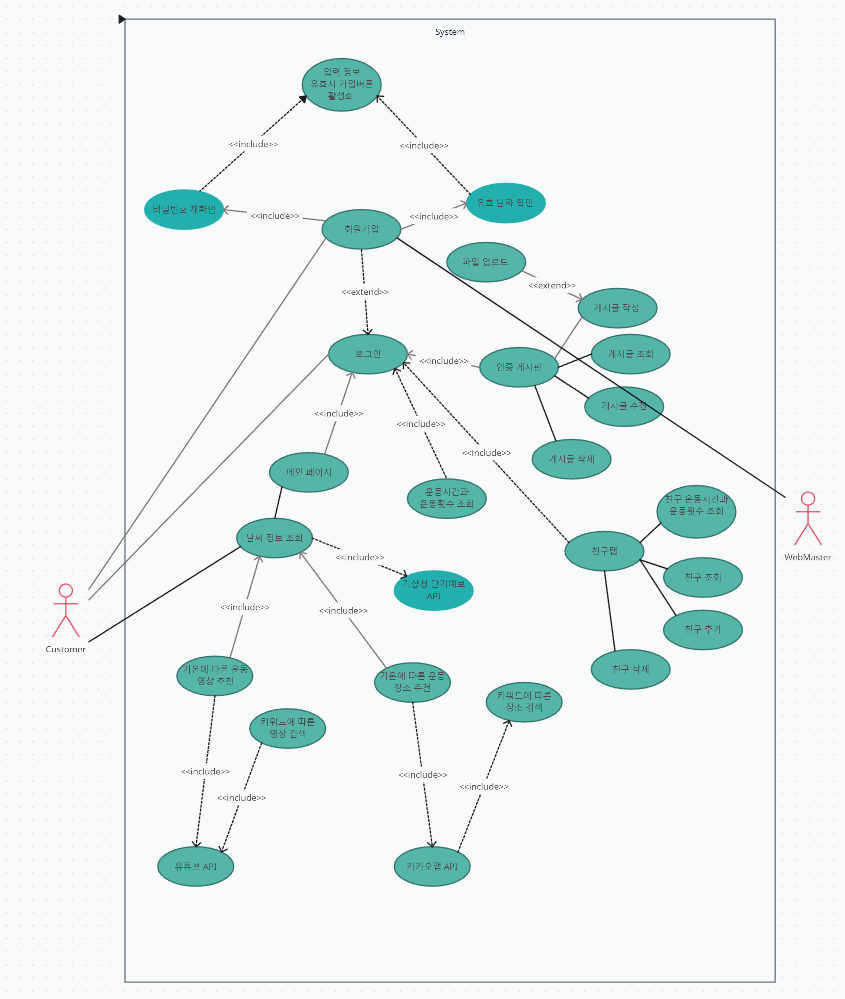 System
입력 정보
유효시 가입버튼
활성화
<<include>>
<<include>>
비밀번호 재확인
<<include>>
<<include>>
유효 날짜 확인
회원가입
파일 업로드
<<extend>>
<<extend>>
게시글 작성
로그인
<<include>>
인증 게시판
게시글 조회
<<include>>
<<include>>
게시글 수정
<<include>>
게시글 삭제
메인 페이지
운동시간과
운동횟수 조회
친구 운동시간과
운동횟수 조회
WebMaster
날씨 정보 조회
<<include>>
친구탭
기상청 단기예보
API
친구 조회
<<include>>
<<include>>
친구 추가
Customer
기온에 따른 운동
영상 추천
기온에 따른 운동
장소 추천
친구 삭제
키워드에 따른
장소 검색
키워드에 따른
영상 검색
<<include>>
<<include>>
<<include>>
<<include>>
유튜브 API
카카오맵 API